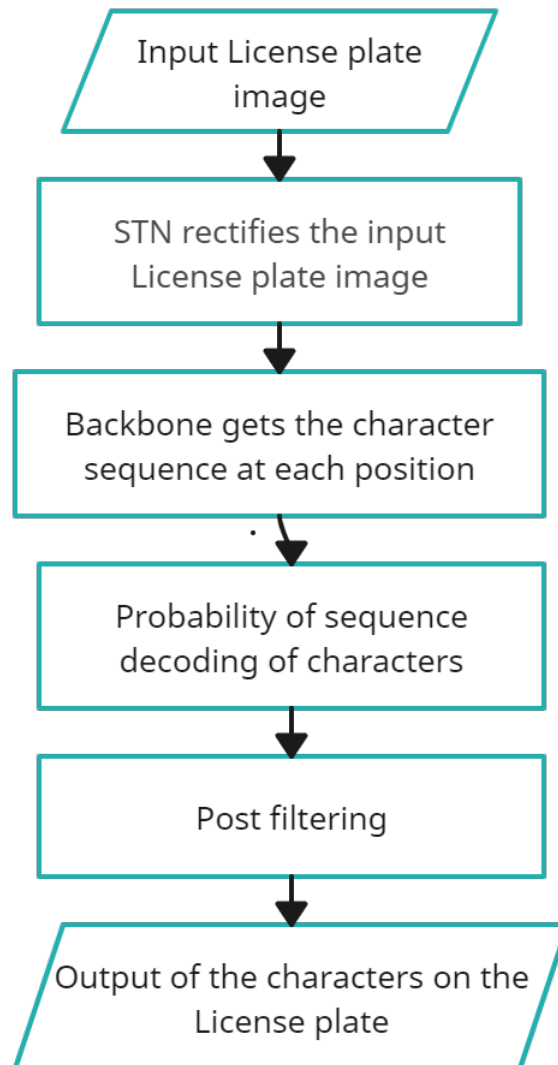 Input License plate
image
STN rectifies the input
License plate image
Backbone gets the character
sequence at each position
Probability of sequence
decoding of characters
Post filtering
Output of the characters on the
License plate